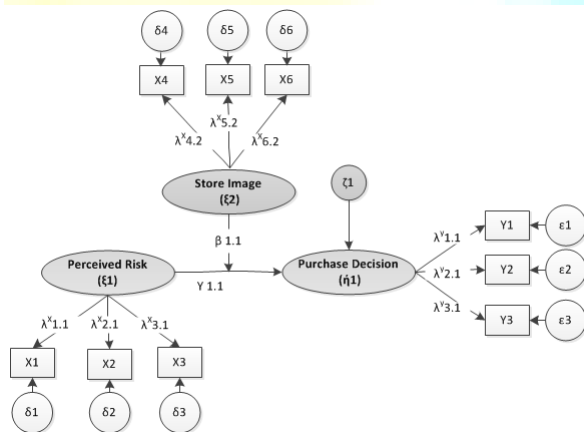 δ4
δ5
δ6
X4
X5
X6
λˣ4.2
λˣ5.2
λˣ6.2
Store Image
(ξ2)
ζ1
β 1.1
Perceived Risk
(ξ1)
Υ 1.1
Purchase Decision
(ή1)
λʸ1.1
λʸ2.1
λʸ3.1
Y1
ε1
Y2
ε2
Y3
ε3
λˣ1.1
λˣ2.1
λˣ3.1
X1
X2
X3
δ1
δ2
δ3